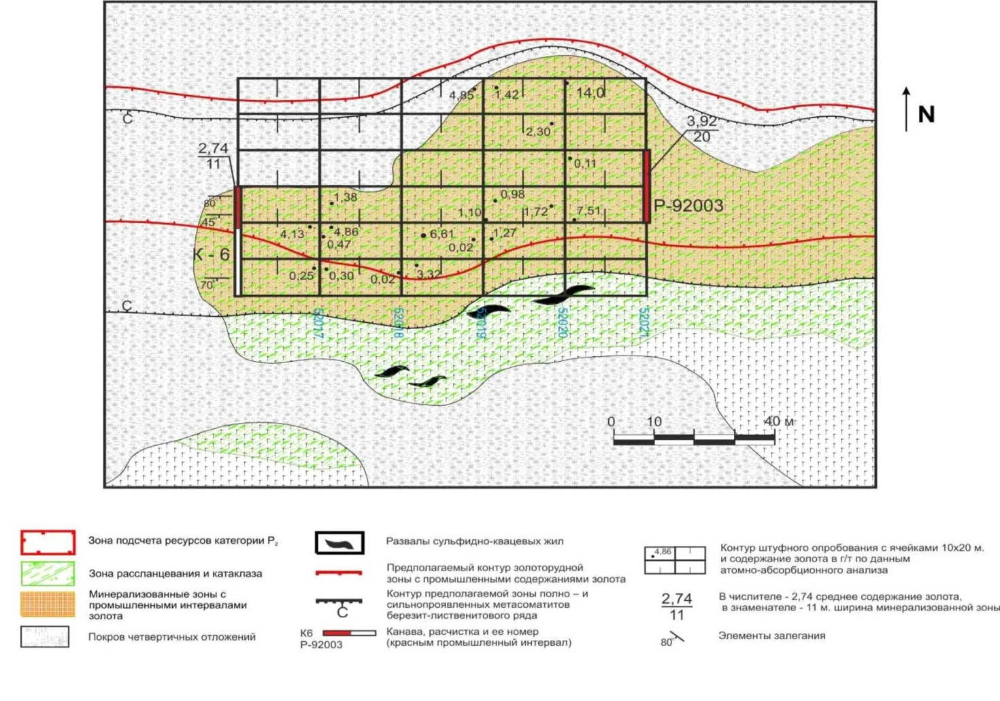 4,85
1,42
14,0
N
С
2,30
3,92
20
2,74
11
0,11
80°
1,38
0,98
1,10
1,72
7,51
Р-92003
45°
4,13
4,86
0,47
6,61
0,02
1,27
К - 6
0,25
0,30
0,02
3,32
70°
С
52017
52018
52019
52020
52021
0 10 40 м
Зона подсчета ресурсов категории Р2
Зона рассланцевания и катаклаза
Минерализованные зоны с
промышленными интервалами
золота
Покров четвертичных отложений
Развалы сульфидно-квацевых жил
Предполагаемый контур золоторудной
зоны с промышленными содержаниями золота
С
Контур предполагаемой зоны полно – и
сильнопроявленных метасоматитов
березит-лиственитового ряда
К6
Р-92003
Канава, расчистка и ее номер
(красным промышленный интервал)
4,86
Контур штуфного опробования с ячейками 10х20 м.
и содержание золота в г/т по данным
атомно-абсорбционного анализа
2,74
11
В числителе - 2,74 среднее содержание золота,
в знаменателе - 11 м. ширина минерализованной зоны
80°
Элементы залегания